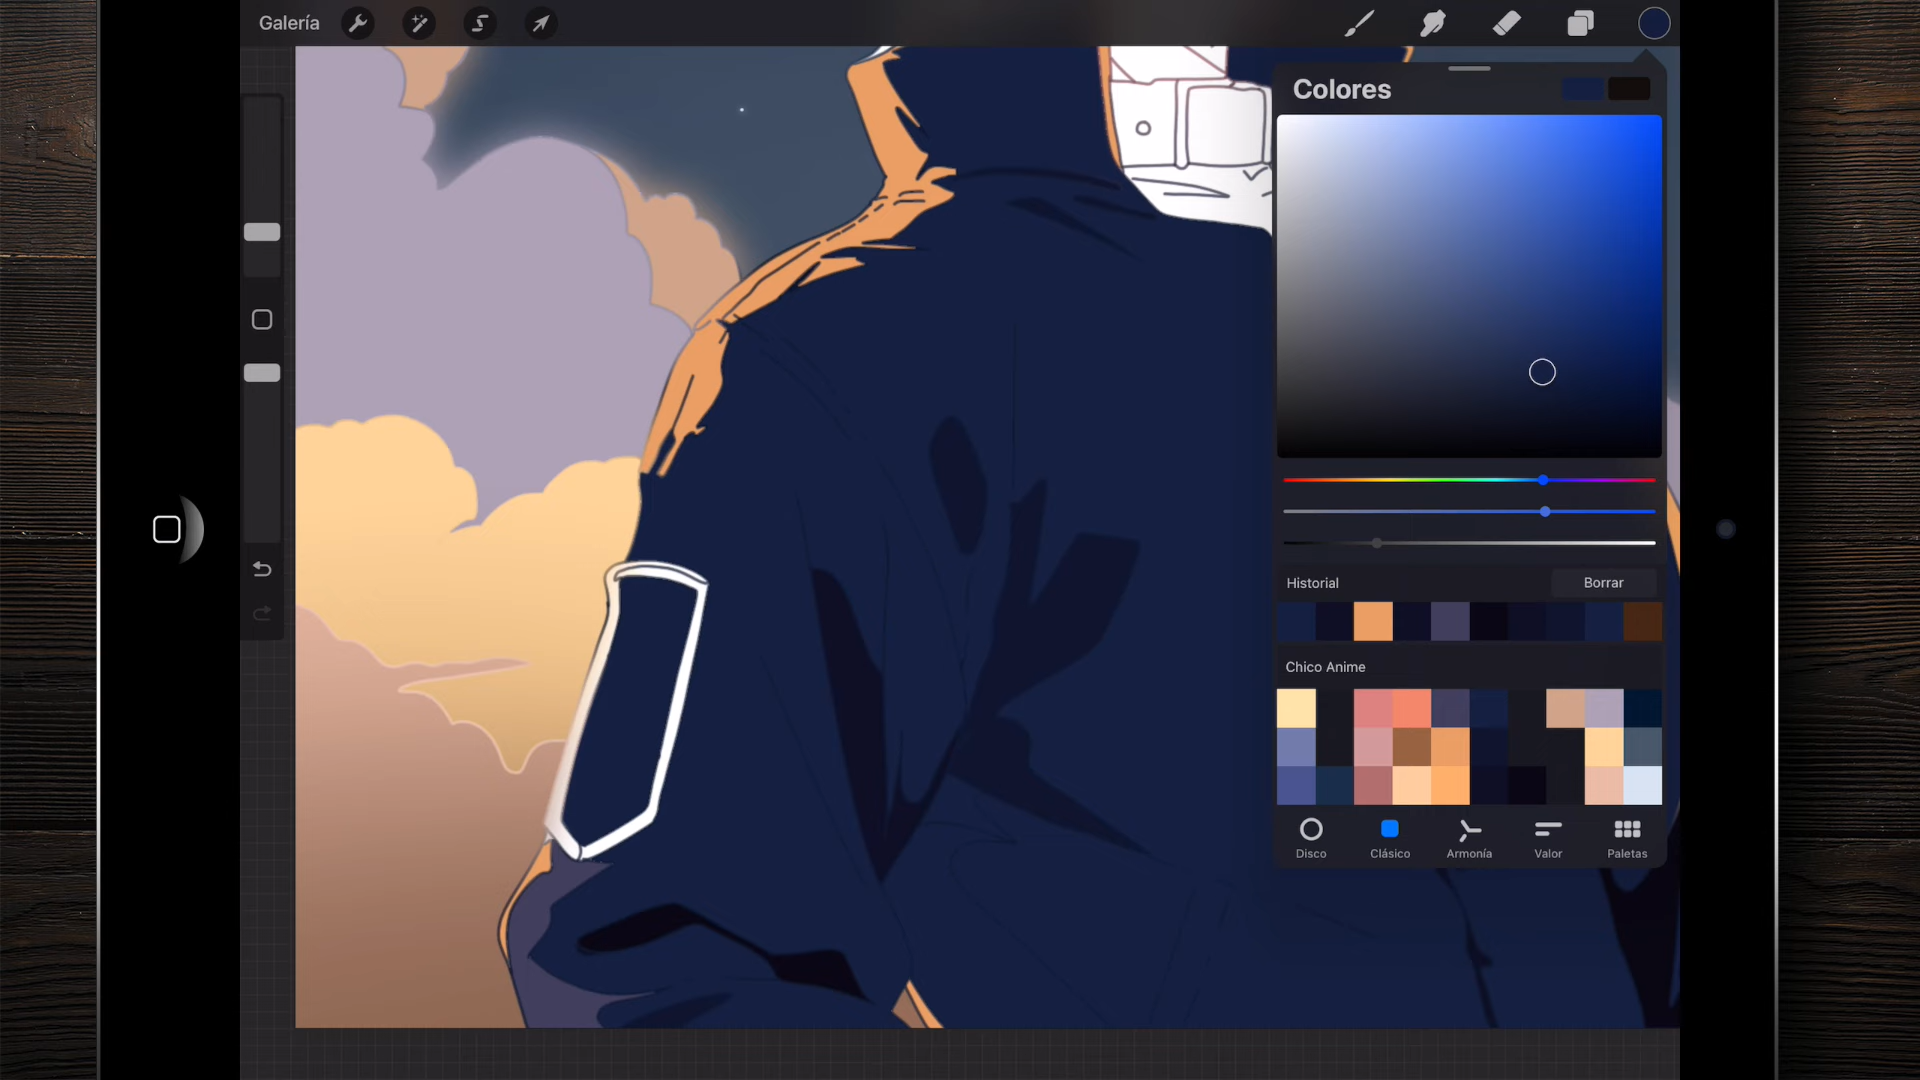 Galería
Colores
Historial
Borrar
Chico Anime
Disco
Clásico
Armonía
Valor
Paletas